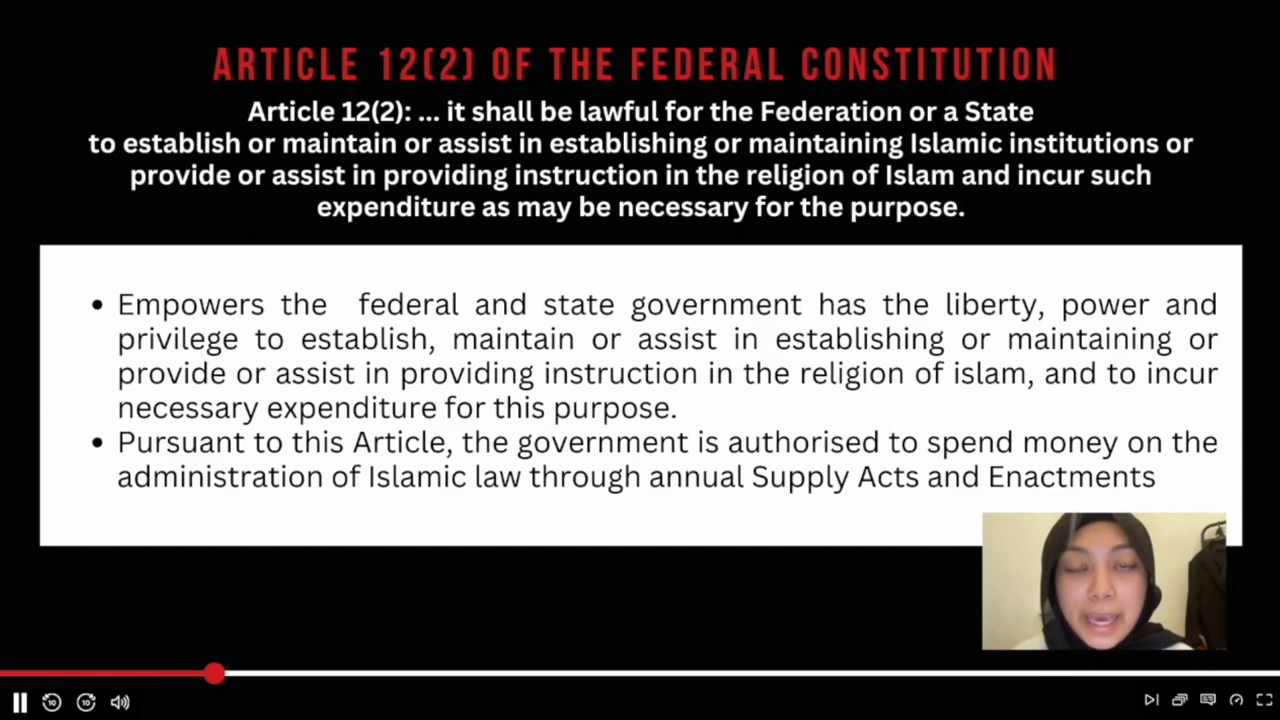 ARTICLE 12(2) OF THE FEDERAL CONSTITUTION
Article 12(2): ... it shall be lawful for the Federation or a State
to establish or maintain or assist in establishing or maintaining Islamic institutions or
provide or assist in providing instruction in the religion of Islam and incur such
expenditure as may be necessary for the purpose.
• Empowers the federal and state government has the liberty, power and
privilege to establish, maintain or assist in establishing or maintaining or
provide or assist in providing instruction in the religion of islam, and to incur
necessary expenditure for this purpose.
• Pursuant to this Article, the government is authorised to spend money on the
administration of Islamic law through annual Supply Acts and Enactments
10
10